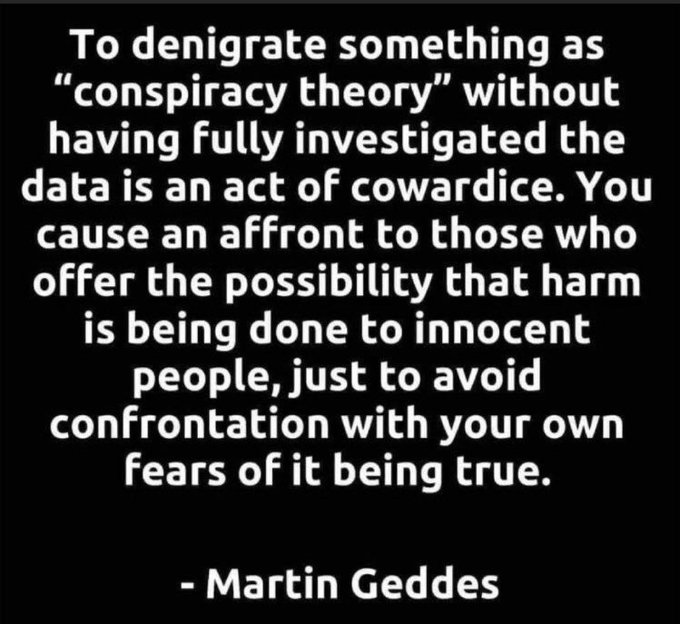 To denigrate something as
“conspiracy theory” without
having fully investigated the
data is an act of cowardice. You
cause an affront to those who
offer the possibility that harm
is being done to innocent
people, just to avoid
confrontation with your own
fears of it being true.
- Martin Geddes